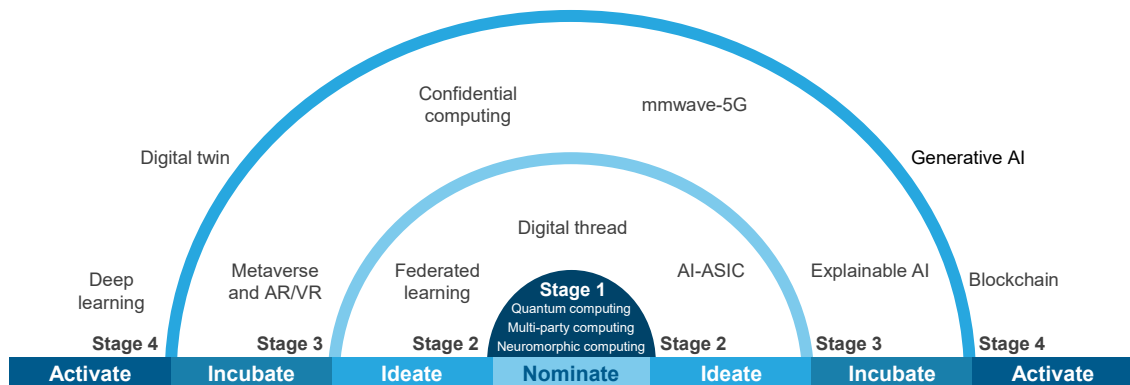 Confidential
computing
mmwave-5G
Digital twin
Generative AI
Digital thread
Deep
learning
Metaverse
and AR/VR
Federated
learning
AI-ASIC
Explainable AI
Blockchain
Stage 1
Quantum computing
Multi-party computing
Neuromorphic computing
Stage 4
Stage 3
Stage 2
Stage 2
Stage 3
Stage 4
Activate
Incubate
Ideate
Nominate
Ideate
Incubate
Activate